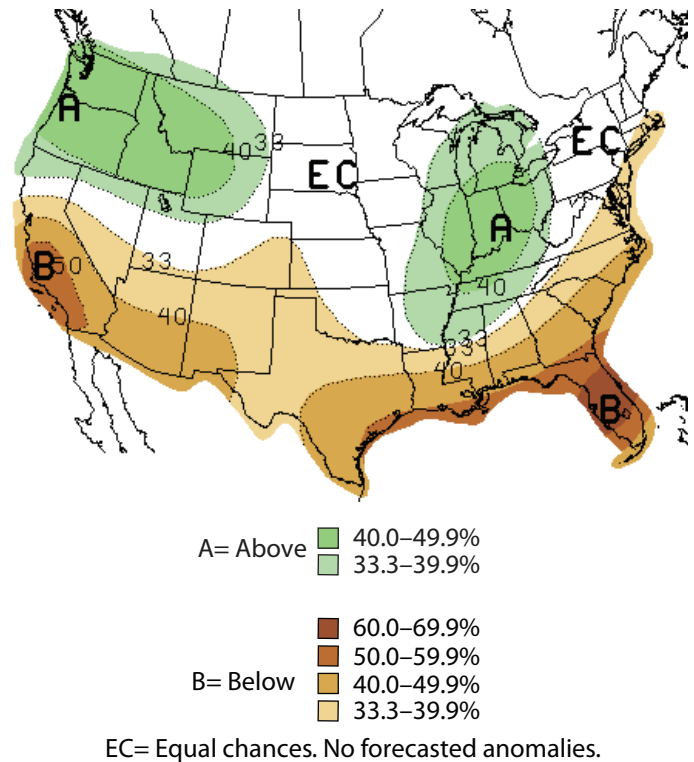 A
40 33
EC
EC
A
B 50
33
40
40
33
33
40
B
A= Above
40.0–49.9%
33.3–39.9%
B= Below
60.0–69.9%
50.0–59.9%
40.0–49.9%
33.3–39.9%
EC= Equal chances. No forecasted anomalies.